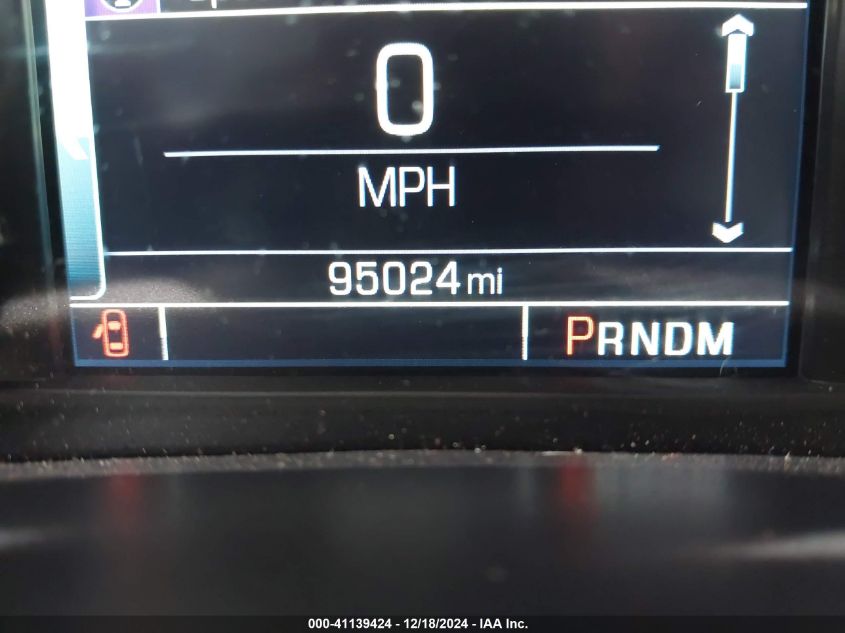 0
MPH
95024 mi
PRNDM
000-41139424 - 12/18/2024 - IAA Inc.